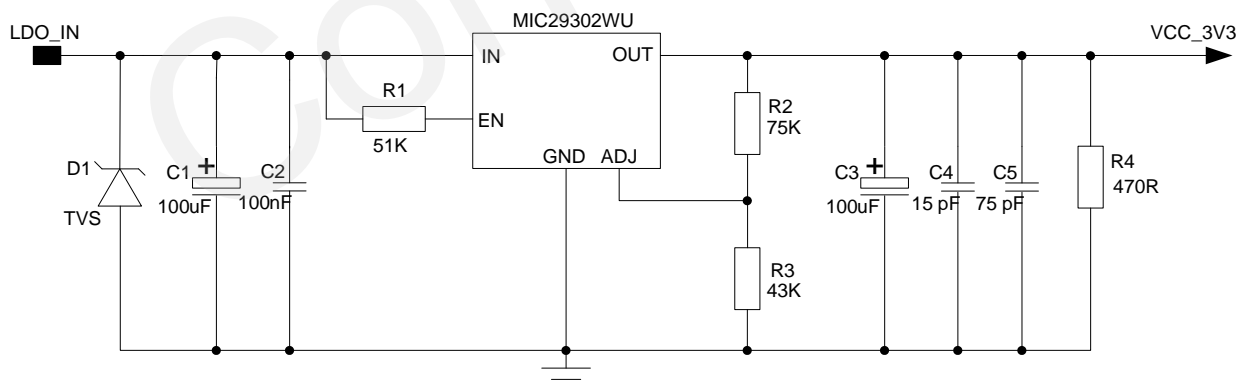 MIC29302WU
LDO_IN
VCC_3V3
IN
OUT
R1
51K
EN
GND
ADJ
R2
75K
R3
43K
D1
TVS
C1
+
100uF
C2
100nF
C3
+
100uF
C4
15 pF
C5
75 pF
R4
470R